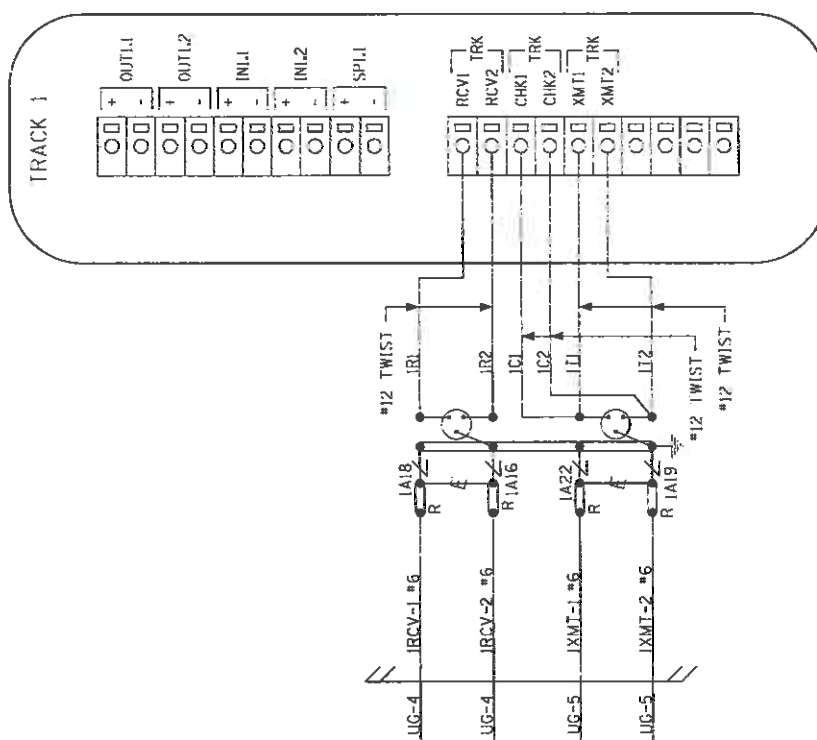 TRACK 1
OUT1.1
OUT1.2
IN1.1
IN1.2
SP1.1
+ - + - + - + - + -
TRK
TRK
TRK
RCV1
RCV2
CHK1
CHK2
XMT1
XMT2
#12 TWIST
1R1
1R2
1C1
1C2
1T1
1T2
#12 TWIST
#12 TWIST
1A18
1A16
1A22
1A19
R
R
R
R
1RCV-1 #6
1RCV-2 #6
1XMT-1 #6
1XMT-2 #6
UG-4
UG-4
UG-5
UG-5